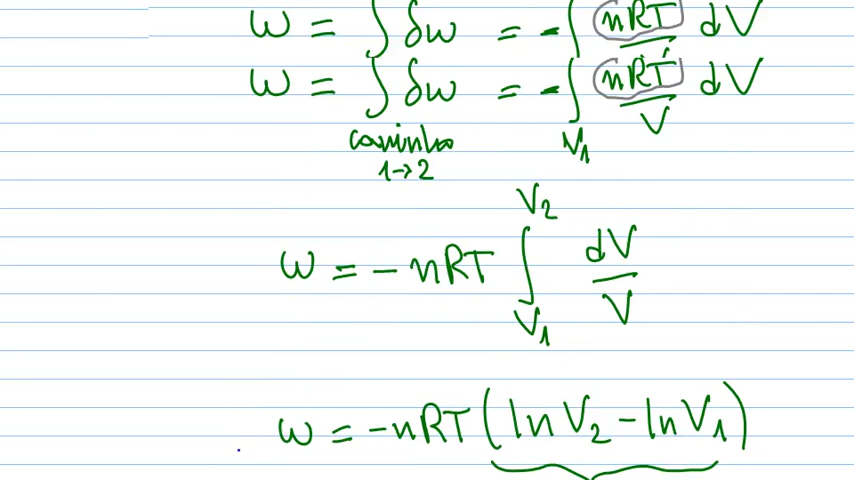 w = ∫ δw = - ∫ nRT dV
w = ∫ δw = - ∫ nRT/V dV
caminho V1
1→2
V2
w = - nRT ∫ dV/V
V1
w = -nRT (ln V2 - ln V1)